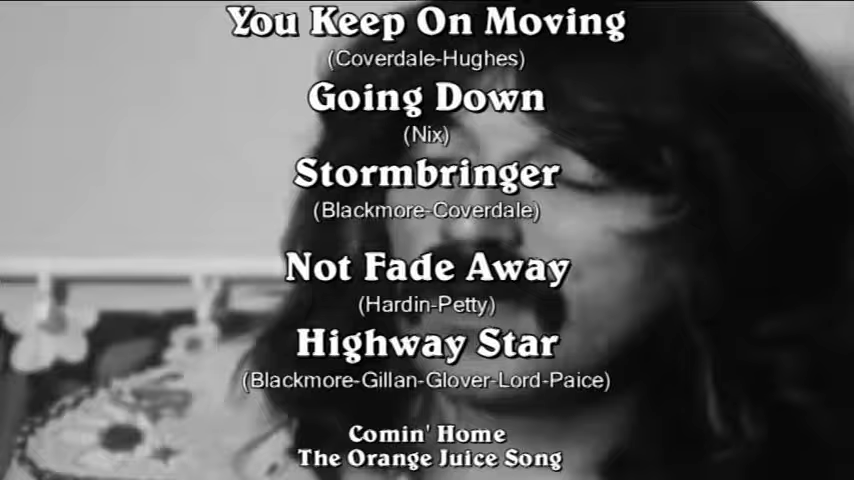 You Keep On Moving
(Coverdale-Hughes)
Going Down
(Nix)
Stormbringer
(Blackmore-Coverdale)
Not Fade Away
(Hardin-Petty)
Highway Star
(Blackmore-Gillan-Glover-Lord-Paice)
Comin' Home
The Orange Juice Song